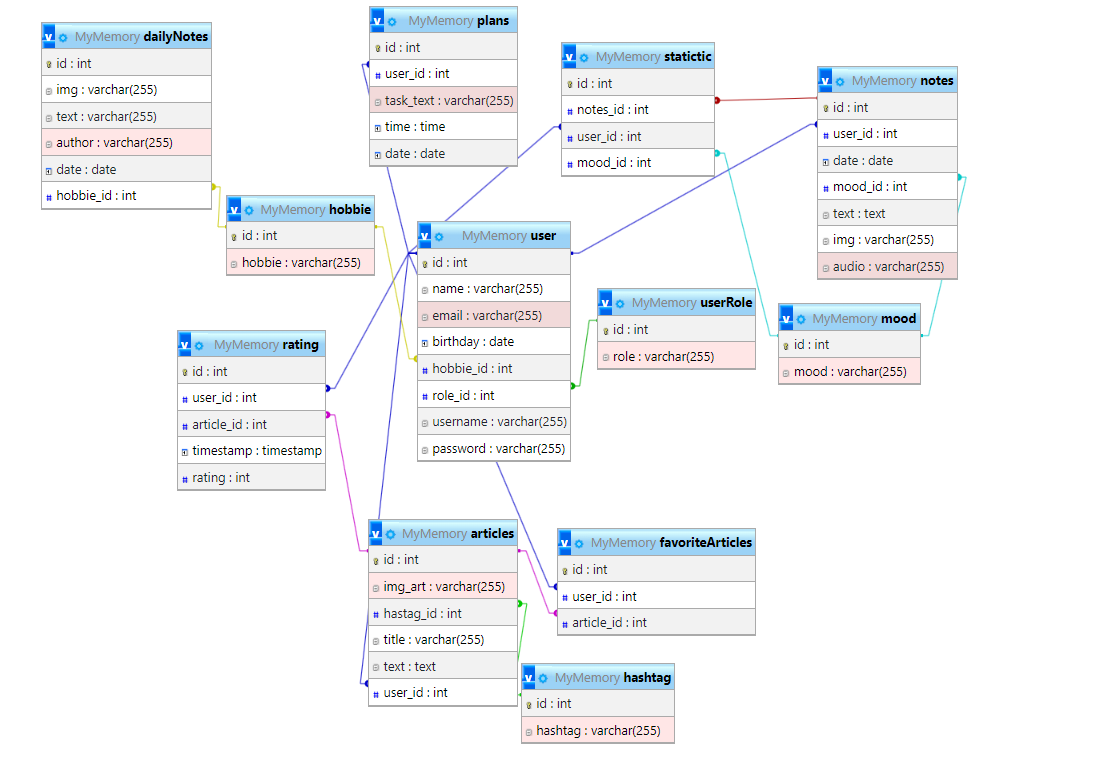 MyMemory dailyNotes
id : int
img : varchar(255)
text : varchar(255)
author : varchar(255)
date : date
hobbie_id : int
MyMemory plans
id : int
user_id : int
task_text : varchar(255)
time : time
date : date
MyMemory statictic
id : int
notes_id : int
user_id : int
mood_id : int
MyMemory notes
id : int
user_id : int
date : date
mood_id : int
text : text
img : varchar(255)
audio : varchar(255)
MyMemory hobbie
id : int
hobbie : varchar(255)
MyMemory user
id : int
name : varchar(255)
email : varchar(255)
birthday : date
hobbie_id : int
role_id : int
username : varchar(255)
password : varchar(255)
MyMemory userRole
id : int
role : varchar(255)
MyMemory mood
id : int
mood : varchar(255)
MyMemory rating
id : int
user_id : int
article_id : int
timestamp : timestamp
rating : int
MyMemory articles
id : int
img_art : varchar(255)
hastag_id : int
title : varchar(255)
text : text
user_id : int
MyMemory favoriteArticles
id : int
user_id : int
article_id : int
MyMemory hashtag
id : int
hashtag : varchar(255)